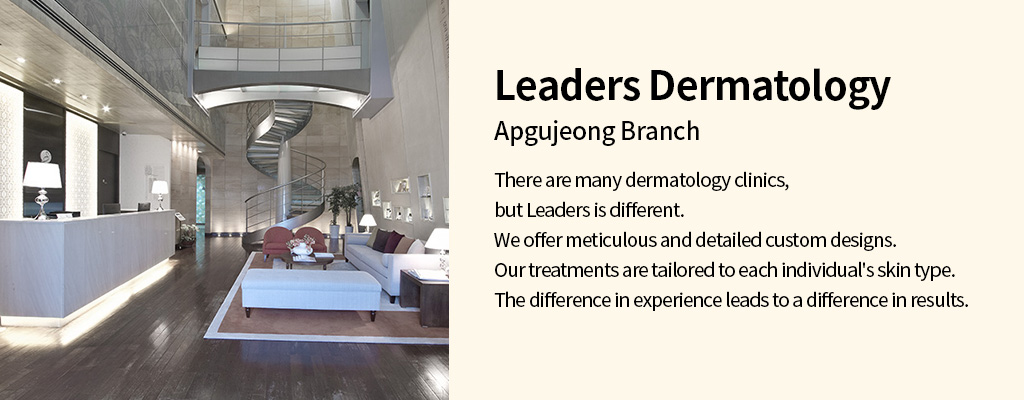 Leaders Dermatology
Apgujeong Branch
There are many dermatology clinics,
but Leaders is different.
We offer meticulous and detailed custom designs.
Our treatments are tailored to each individual's skin type.
The difference in experience leads to a difference in results.